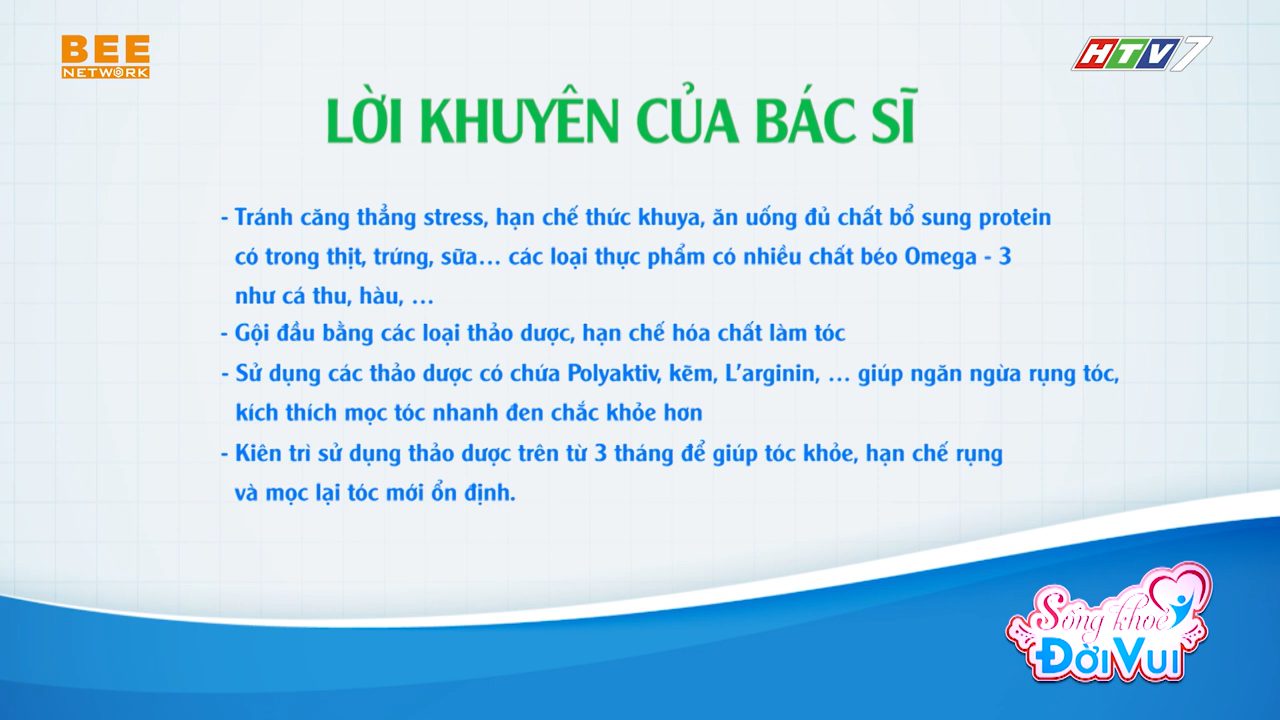 BEE
NETWORK
HTV7
LỜI KHUYÊN CỦA BÁC SĨ
- Tránh căng thẳng stress, hạn chế thức khuya, ăn uống đủ chất bổ sung protein
có trong thịt, trứng, sữa... các loại thực phẩm có nhiều chất béo Omega - 3
như cá thu, hàu, ...
- Gội đầu bằng các loại thảo dược, hạn chế hóa chất làm tóc
- Sử dụng các thảo dược có chứa Polyaktiv, kẽm, L'arginin, ... giúp ngăn ngừa rụng tóc,
kích thích mọc tóc nhanh đen chắc khỏe hơn
- Kiên trì sử dụng thảo dược trên từ 3 tháng để giúp tóc khỏe, hạn chế rụng
và mọc lại tóc mới ổn định.
Sống khoẻ
ĐỜI VUI